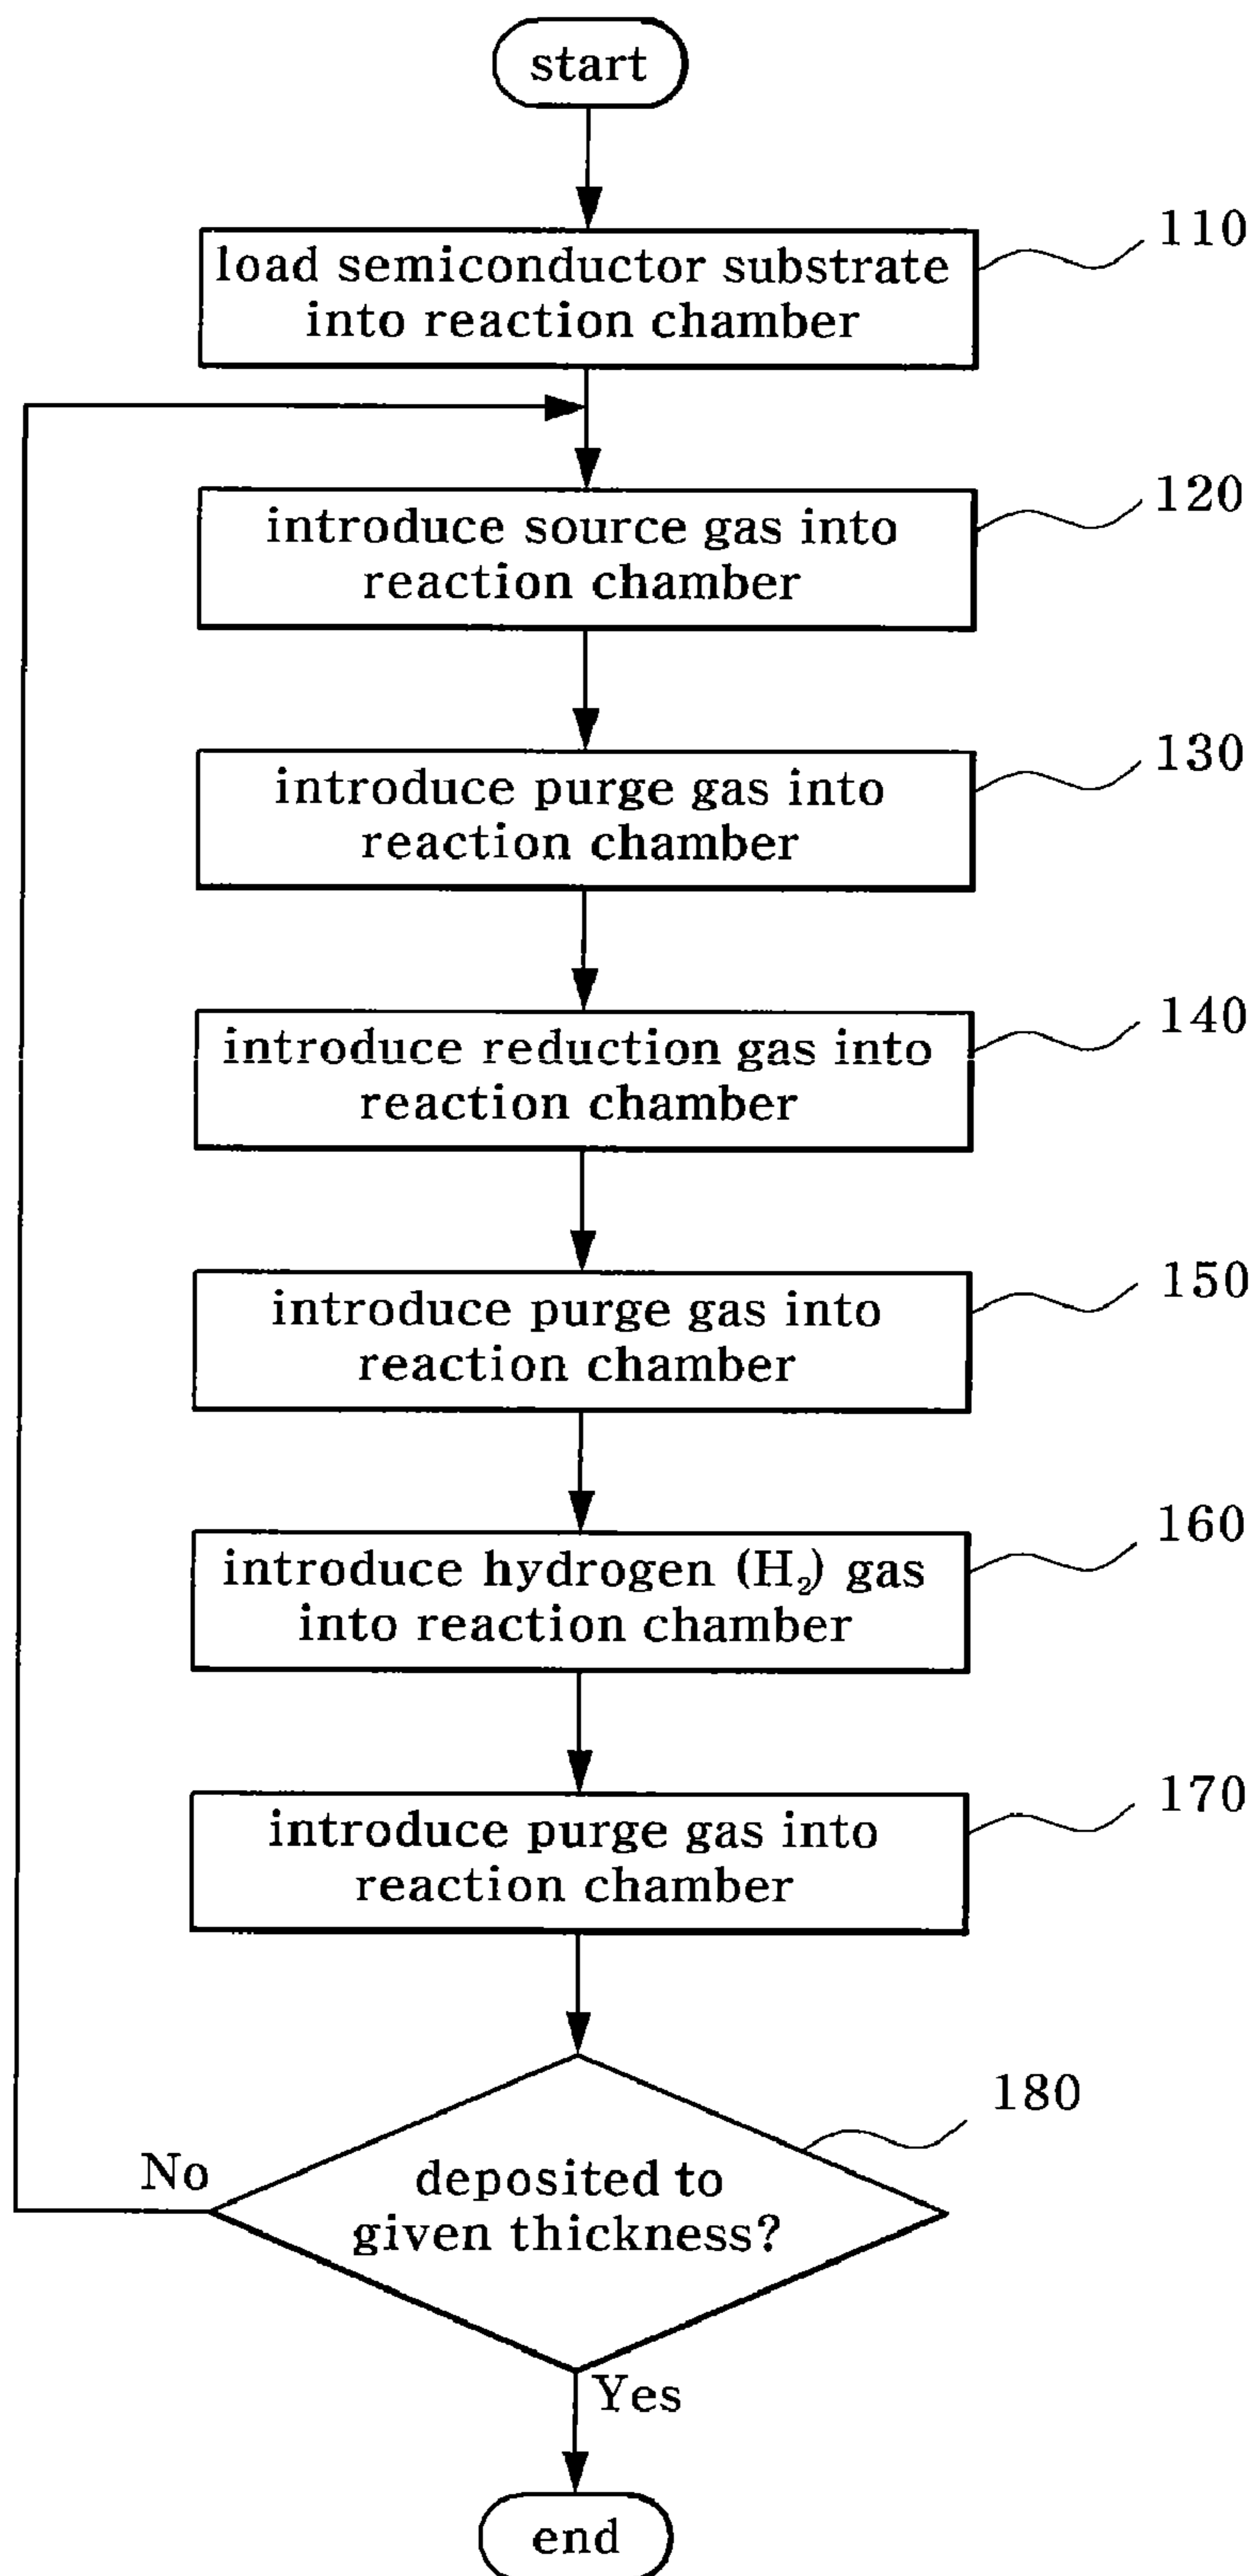 start
110
load semiconductor substrate
into reaction chamber
120
introduce source gas into
reaction chamber
130
introduce purge gas into
reaction chamber
140
introduce reduction gas into
reaction chamber
150
introduce purge gas into
reaction chamber
160
introduce hydrogen (H₂) gas
into reaction chamber
170
introduce purge gas into
reaction chamber
180
No
deposited to
given thickness?
Yes
end